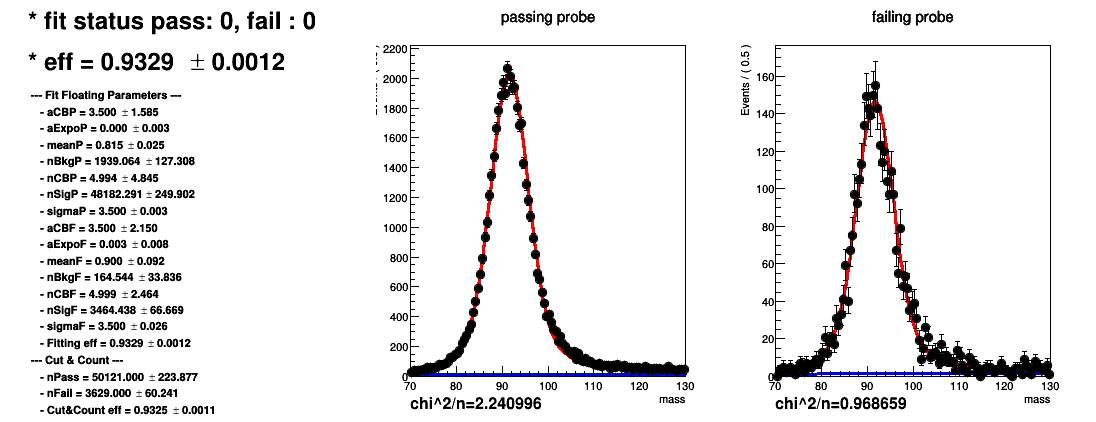 * fit status pass: 0, fail : 0
* eff = 0.9329 ± 0.0012
--- Fit Floating Parameters ---
- aCBP = 3.500 ± 1.585
- aExpoP = 0.000 ± 0.003
- meanP = 0.815 ± 0.025
- nBkgP = 1939.064 ± 127.308
- nCBP = 4.994 ± 4.845
- nSigP = 48182.291 ± 249.902
- sigmaP = 3.500 ± 0.003
- aCBF = 3.500 ± 2.150
- aExpoF = 0.003 ± 0.008
- meanF = 0.900 ± 0.092
- nBkgF = 164.544 ± 33.836
- nCBF = 4.999 ± 2.464
- nSigF = 3464.438 ± 66.669
- sigmaF = 3.500 ± 0.026
- Fitting eff = 0.9329 ± 0.0012
--- Cut & Count ---
- nPass = 50121.000 ± 223.877
- nFail = 3629.000 ± 60.241
- Cut&Count eff = 0.9325 ± 0.0011
passing probe
2200
2000
1800
1600
1400
1200
1000
800
600
400
200
0
70 80 90 100 110 120 130
mass
chi^2/n=2.240996
failing probe
Events / ( 0.5 )
160
140
120
100
80
60
40
20
0
70 80 90 100 110 120 130
mass
chi^2/n=0.968659